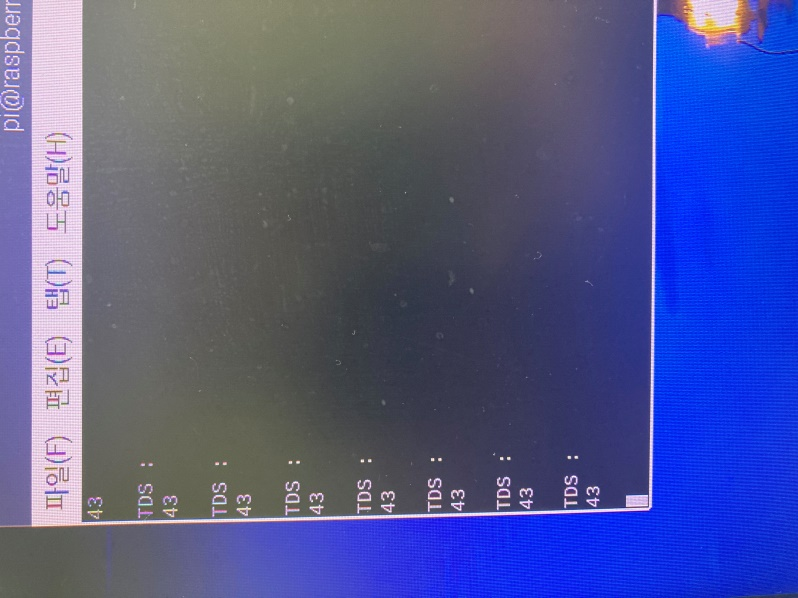 pi@raspberr
파일(F) 편집(E) 탭(T) 도움말(H)
43
TDS :
43
TDS :
43
TDS :
43
TDS :
43
TDS :
43
TDS :
43
TDS :
43